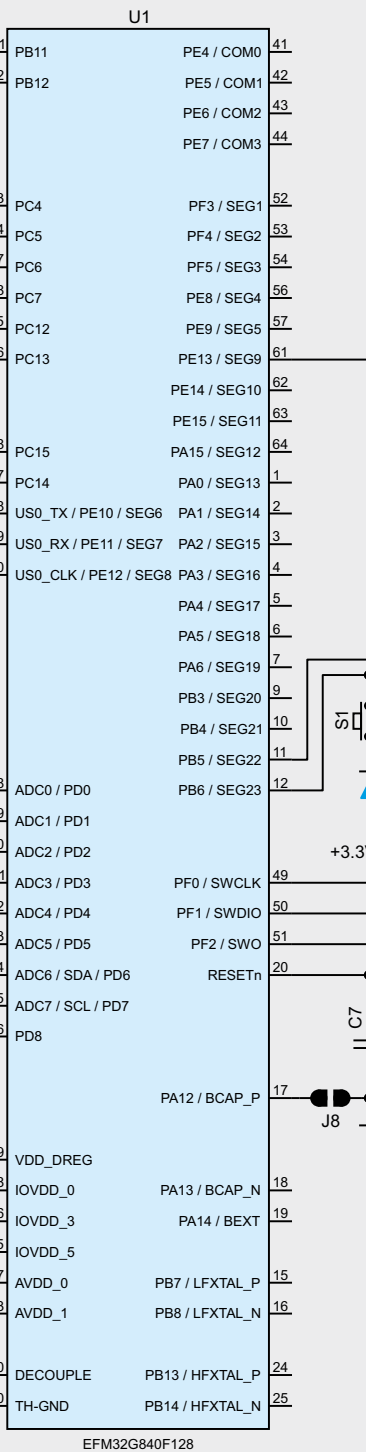 U1
PB11 PE4 / COM0 41
PB12 PE5 / COM1 42
PE6 / COM2 43
PE7 / COM3 44
PC4 PF3 / SEG1 52
PC5 PF4 / SEG2 53
PC6 PF5 / SEG3 54
PC7 PE8 / SEG4 56
PC12 PE9 / SEG5 57
PC13 PE13 / SEG9 61
PE14 / SEG10 62
PE15 / SEG11 63
PC15 PA15 / SEG12 64
PC14 PA0 / SEG13 1
US0_TX / PE10 / SEG6 PA1 / SEG14 2
US0_RX / PE11 / SEG7 PA2 / SEG15 3
US0_CLK / PE12 / SEG8 PA3 / SEG16 4
PA4 / SEG17 5
PA5 / SEG18 6
PA6 / SEG19 7
PB3 / SEG20 9
S1
PB4 / SEG21 10
PB5 / SEG22 11
ADC0 / PD0 PB6 / SEG23 12
ADC1 / PD1
ADC2 / PD2 +3.3V
ADC3 / PD3 PF0 / SWCLK 49
ADC4 / PD4 PF1 / SWDIO 50
ADC5 / PD5 PF2 / SWO 51
ADC6 / SDA / PD6 RESETn 20
ADC7 / SCL / PD7 C7
PD8
PA12 / BCAP_P 17
J8
VDD_DREG
IOVDD_0 PA13 / BCAP_N 18
IOVDD_3 PA14 / BEXT 19
IOVDD_5
AVDD_0 PB7 / LFXTAL_P 15
AVDD_1 PB8 / LFXTAL_N 16
DECOUPLE PB13 / HFXTAL_P 24
TH-GND PB14 / HFXTAL_N 25
EFM32G840F128